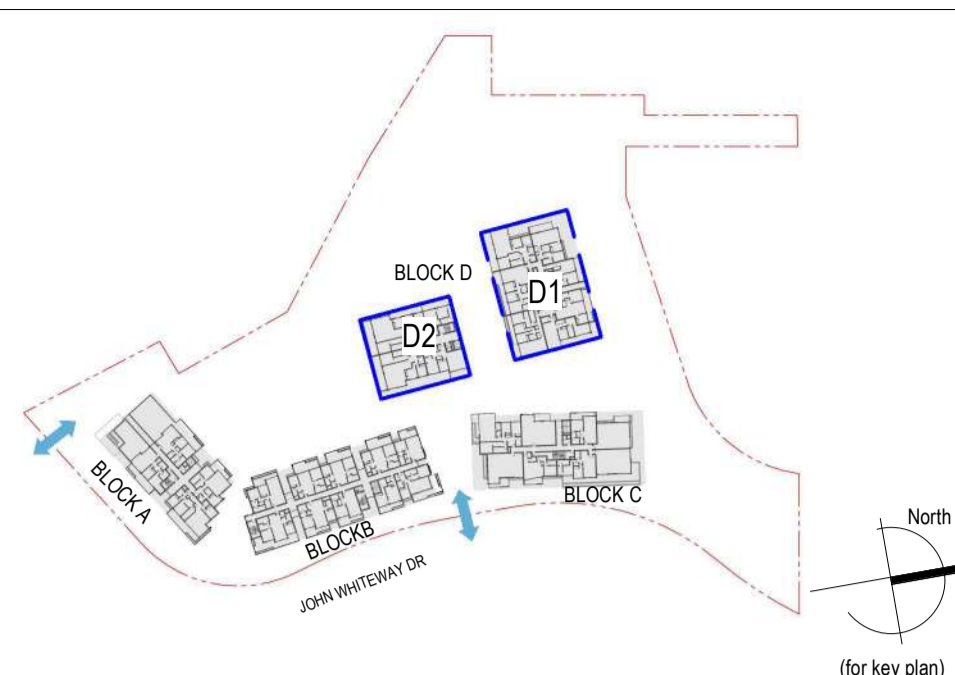 BLOCK D
D1
D2
BLOCK A
BLOCKB
BLOCK C
JOHN WHITEWAY DR
North
(for key plan)